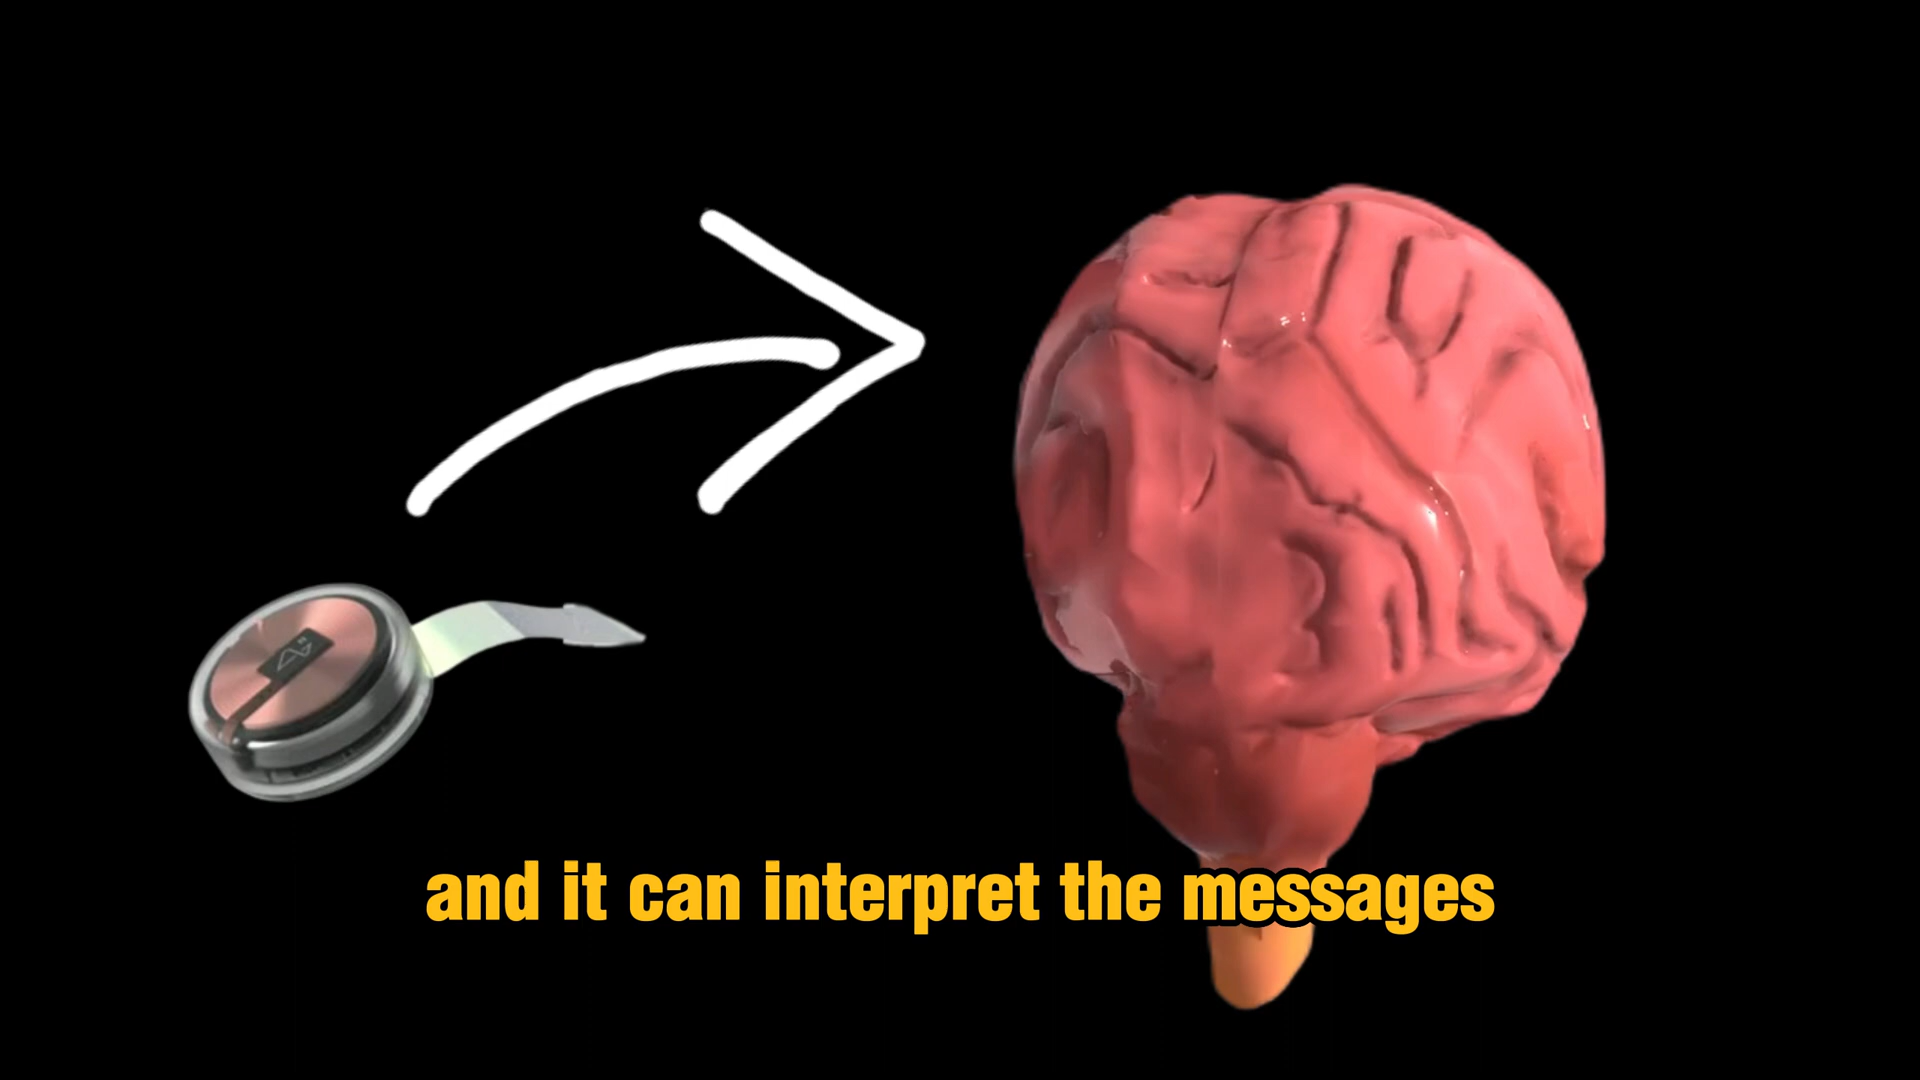 and it can interpret the messages